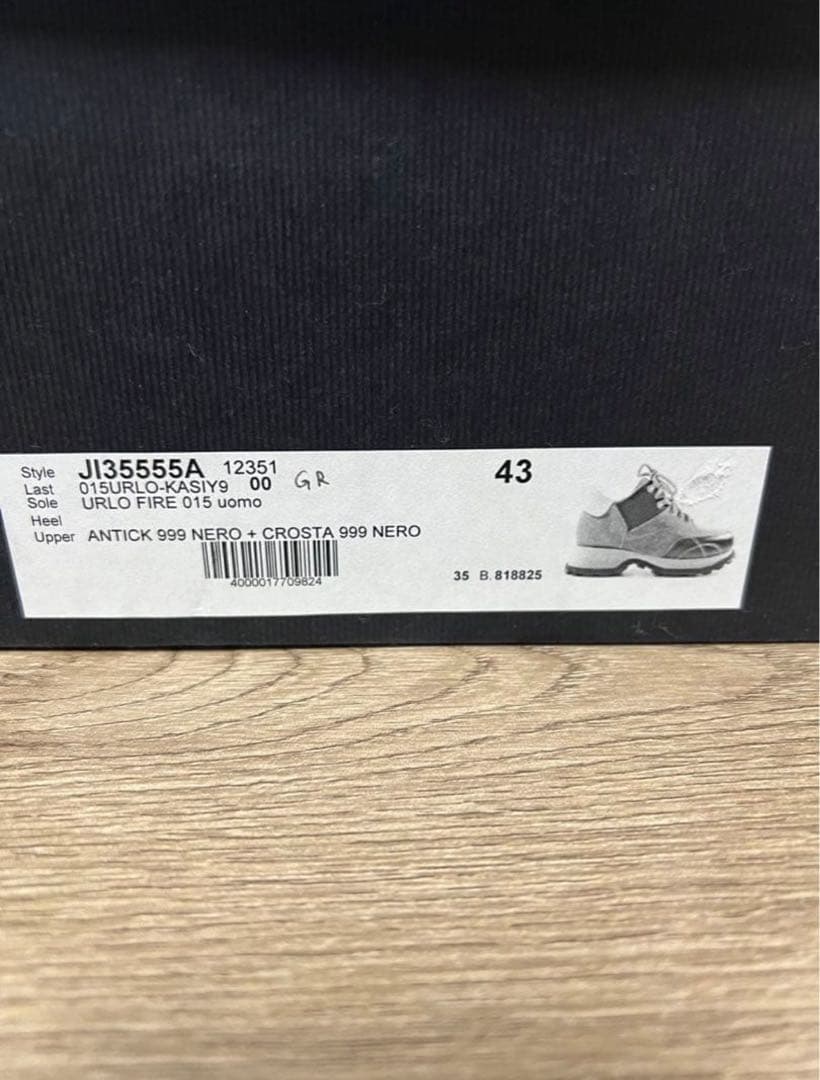 Style JI35555A 12351
Last 015URLO-KASIY9 00 GR
Sole URLO FIRE 015 uomo
Heel
Upper ANTICK 999 NERO + CROSTA 999 NERO
4000017709824
43
35 B.818825